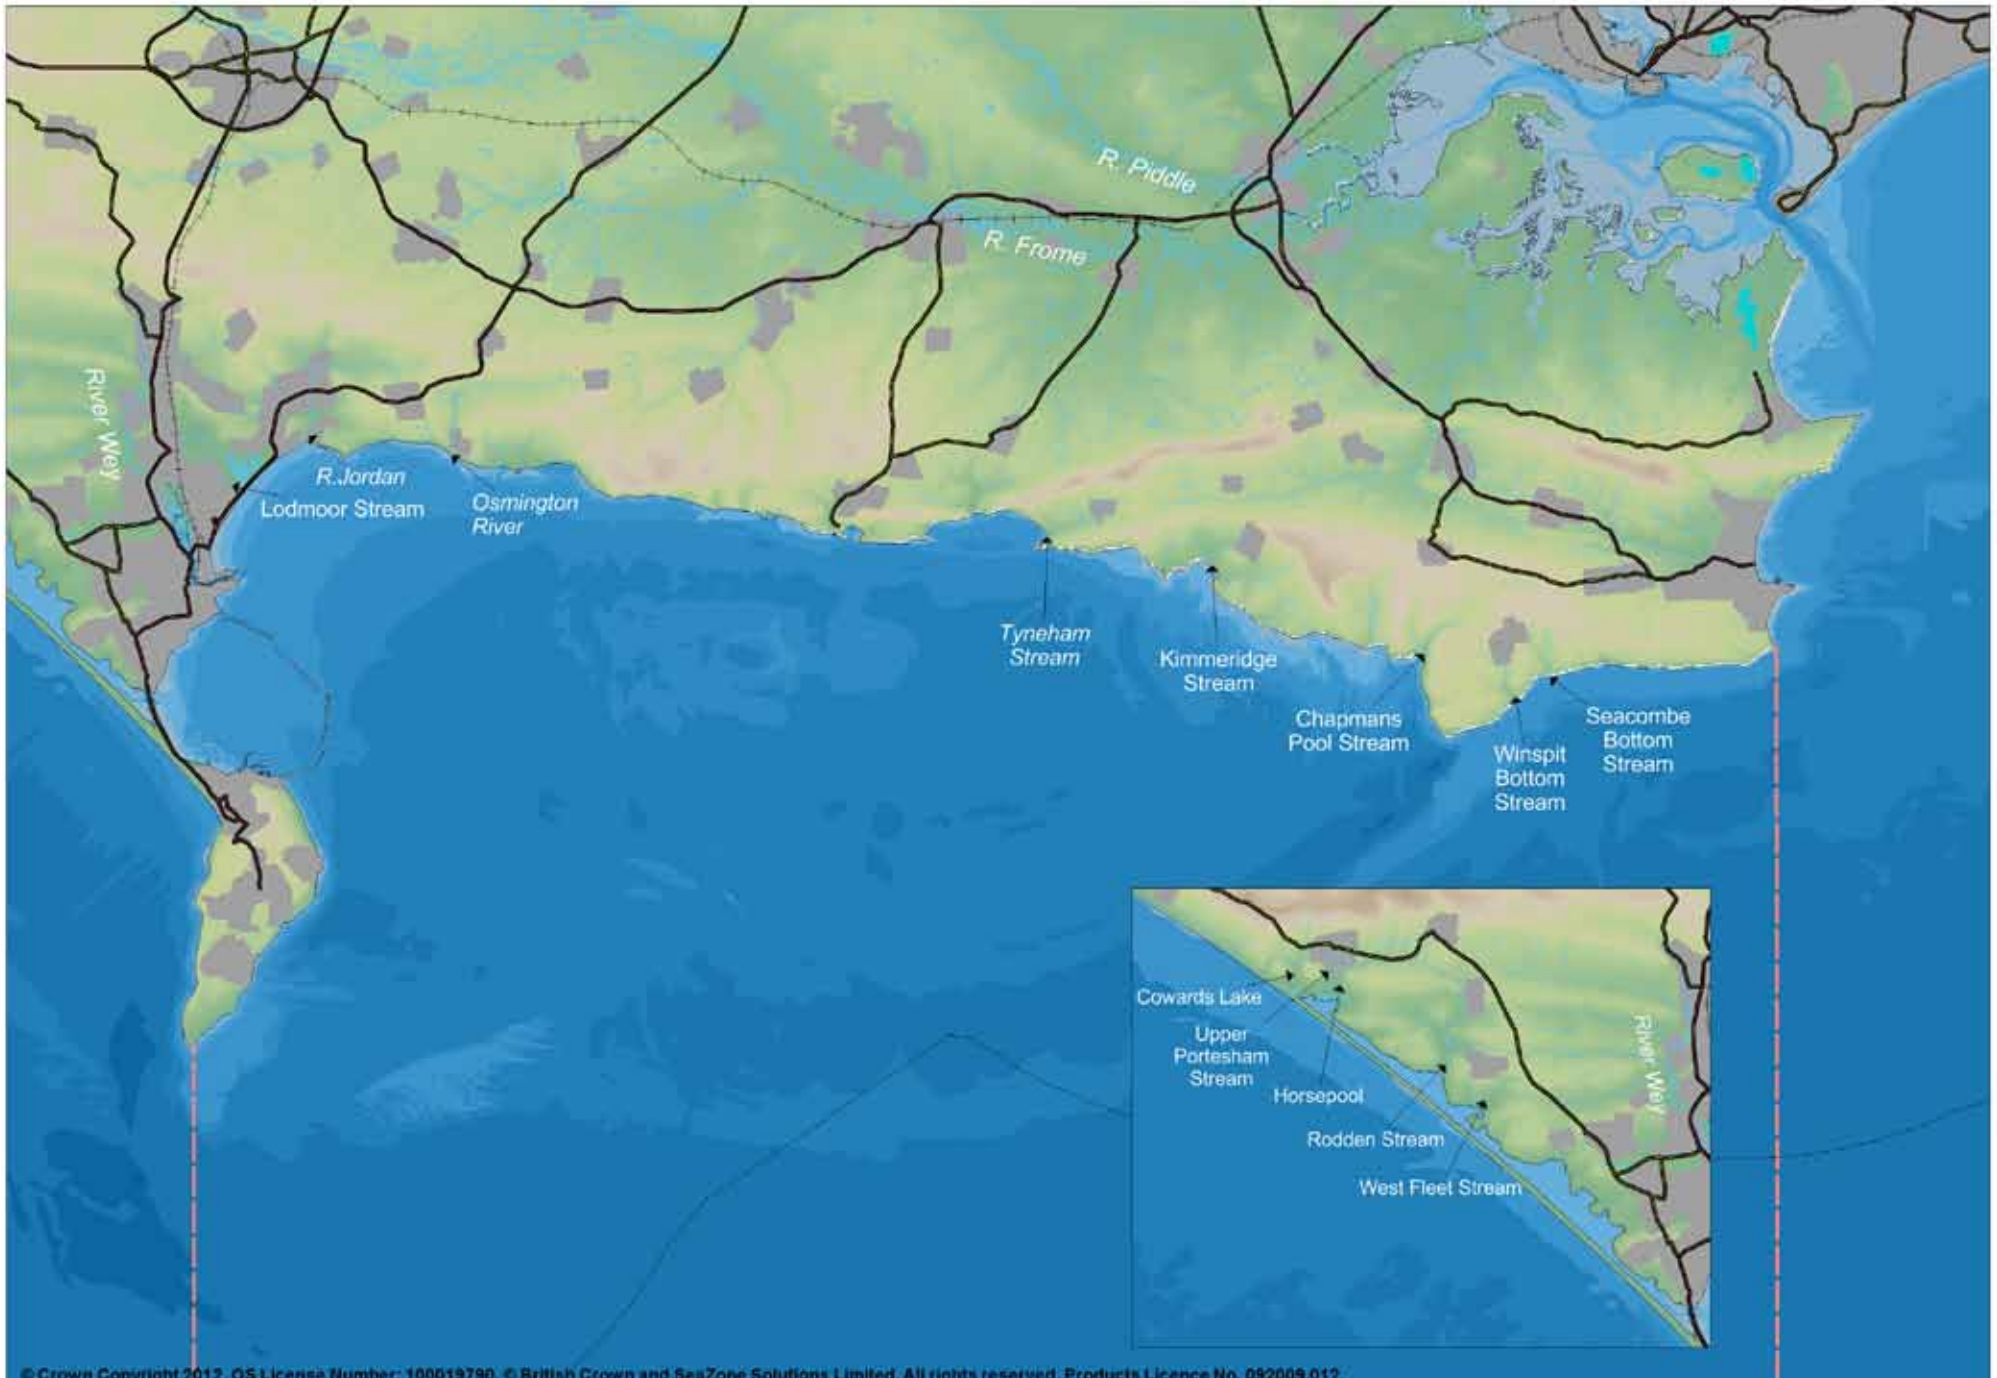 R. Piddle
R. Frome
River Wey
R.Jordan
Lodmoor Stream
Osmington
River
Tyneham
Stream
Kimmeridge
Stream
Chapmans
Pool Stream
Winspit
Bottom
Stream
Seacombe
Bottom
Stream
Cowards Lake
Upper
Portesham
Stream
Horsepool
Rodden Stream
West Fleet Stream
River Wey
© Crown Copyright 2012. OS License Number: 100019790. © British Crown and SeaZone Solutions Limited. All rights reserved. Products Licence No. 092009.012